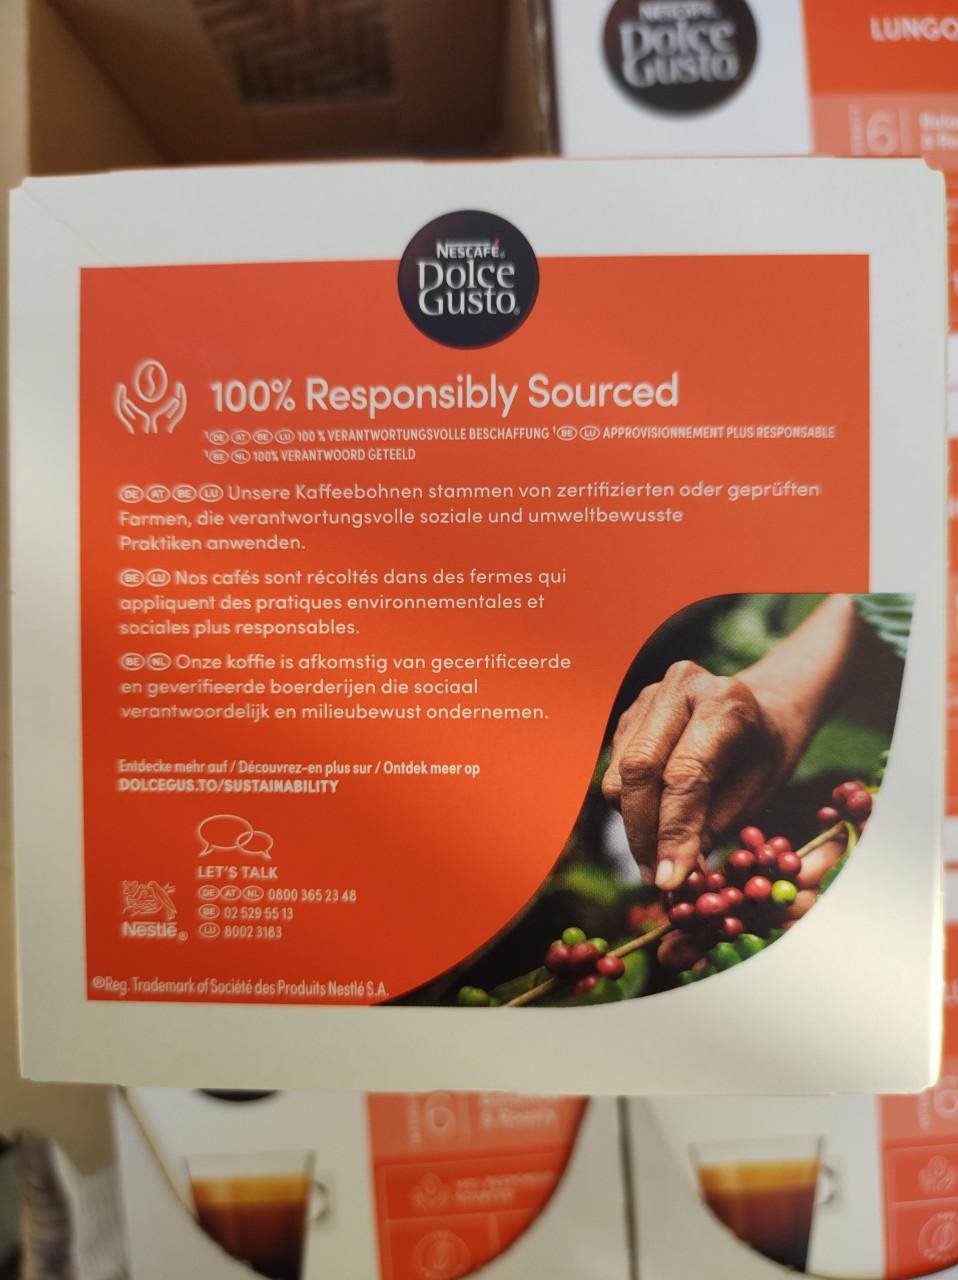 NESCAFÉ
Dolce
Gusto
LUNGO
6
NESCAFÉ®
Dolce
Gusto®
100% Responsibly Sourced
¹ DE AT BE LU 100 % VERANTWORTUNGSVOLLE BESCHAFFUNG ¹ BE LU APPROVISIONNEMENT PLUS RESPONSABLE
¹ BE NL 100% VERANTWOORD GETEELD
DE AT BE LU Unsere Kaffeebohnen stammen von zertifizierten oder geprüften
Farmen, die verantwortungsvolle soziale und umweltbewusste
Praktiken anwenden.
BE LU Nos cafés sont récoltés dans des fermes qui
appliquent des pratiques environnementales et
sociales plus responsables.
BE NL Onze koffie is afkomstig van gecertificeerde
en geverifieerde boerderijen die sociaal
verantwoordelijk en milieubewust ondernemen.
Entdecke mehr auf / Découvrez-en plus sur / Ontdek meer op
DOLCEGUS.TO/SUSTAINABILITY
LET'S TALK
DE AT NL 0800 365 23 48
BE 02 529 55 13
LU 8002 3183
Nestlé®
®Reg. Trademark of Société des Produits Nestlé S.A.
6
6